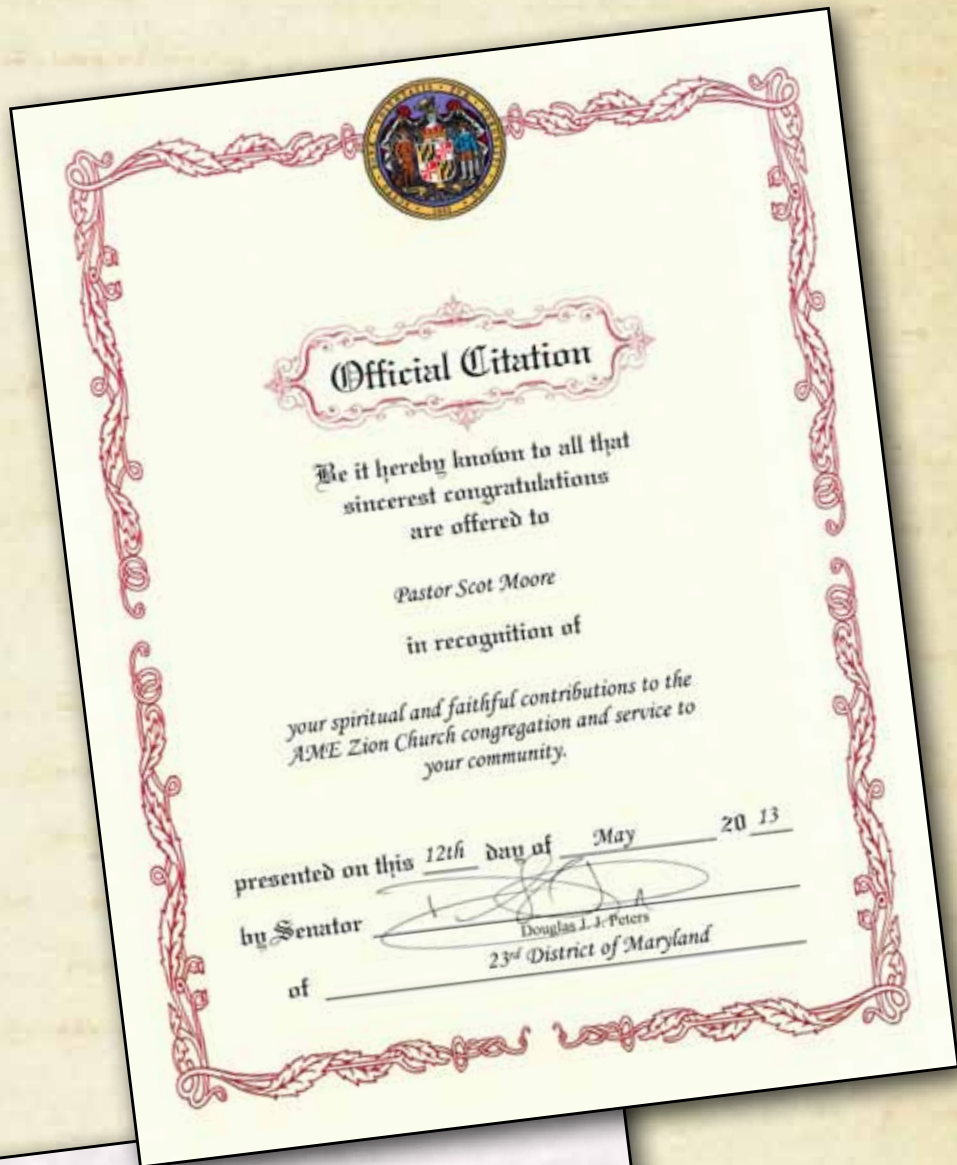 Official Citation
Be it hereby known to all that
sincerest congratulations
are offered to
Pastor Scot Moore
in recognition of
your spiritual and faithful contributions to the
AME Zion Church congregation and service to
your community.
presented on this 12th day of May 20 13
by Senator
Douglas J. J. Peters
23rd District of Maryland
of